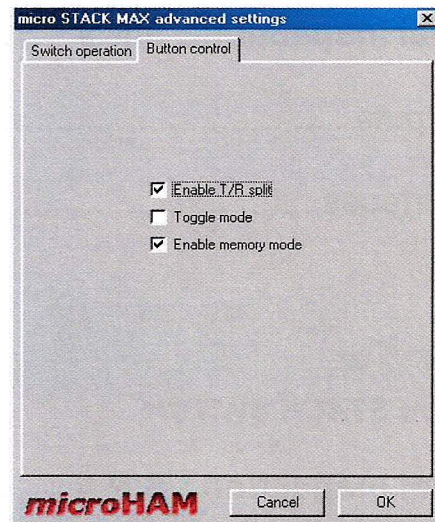 micro STACK MAX advanced settings
Switch operation Button control
Enable T/R split
Toggle mode
Enable memory mode
microHAM Cancel OK